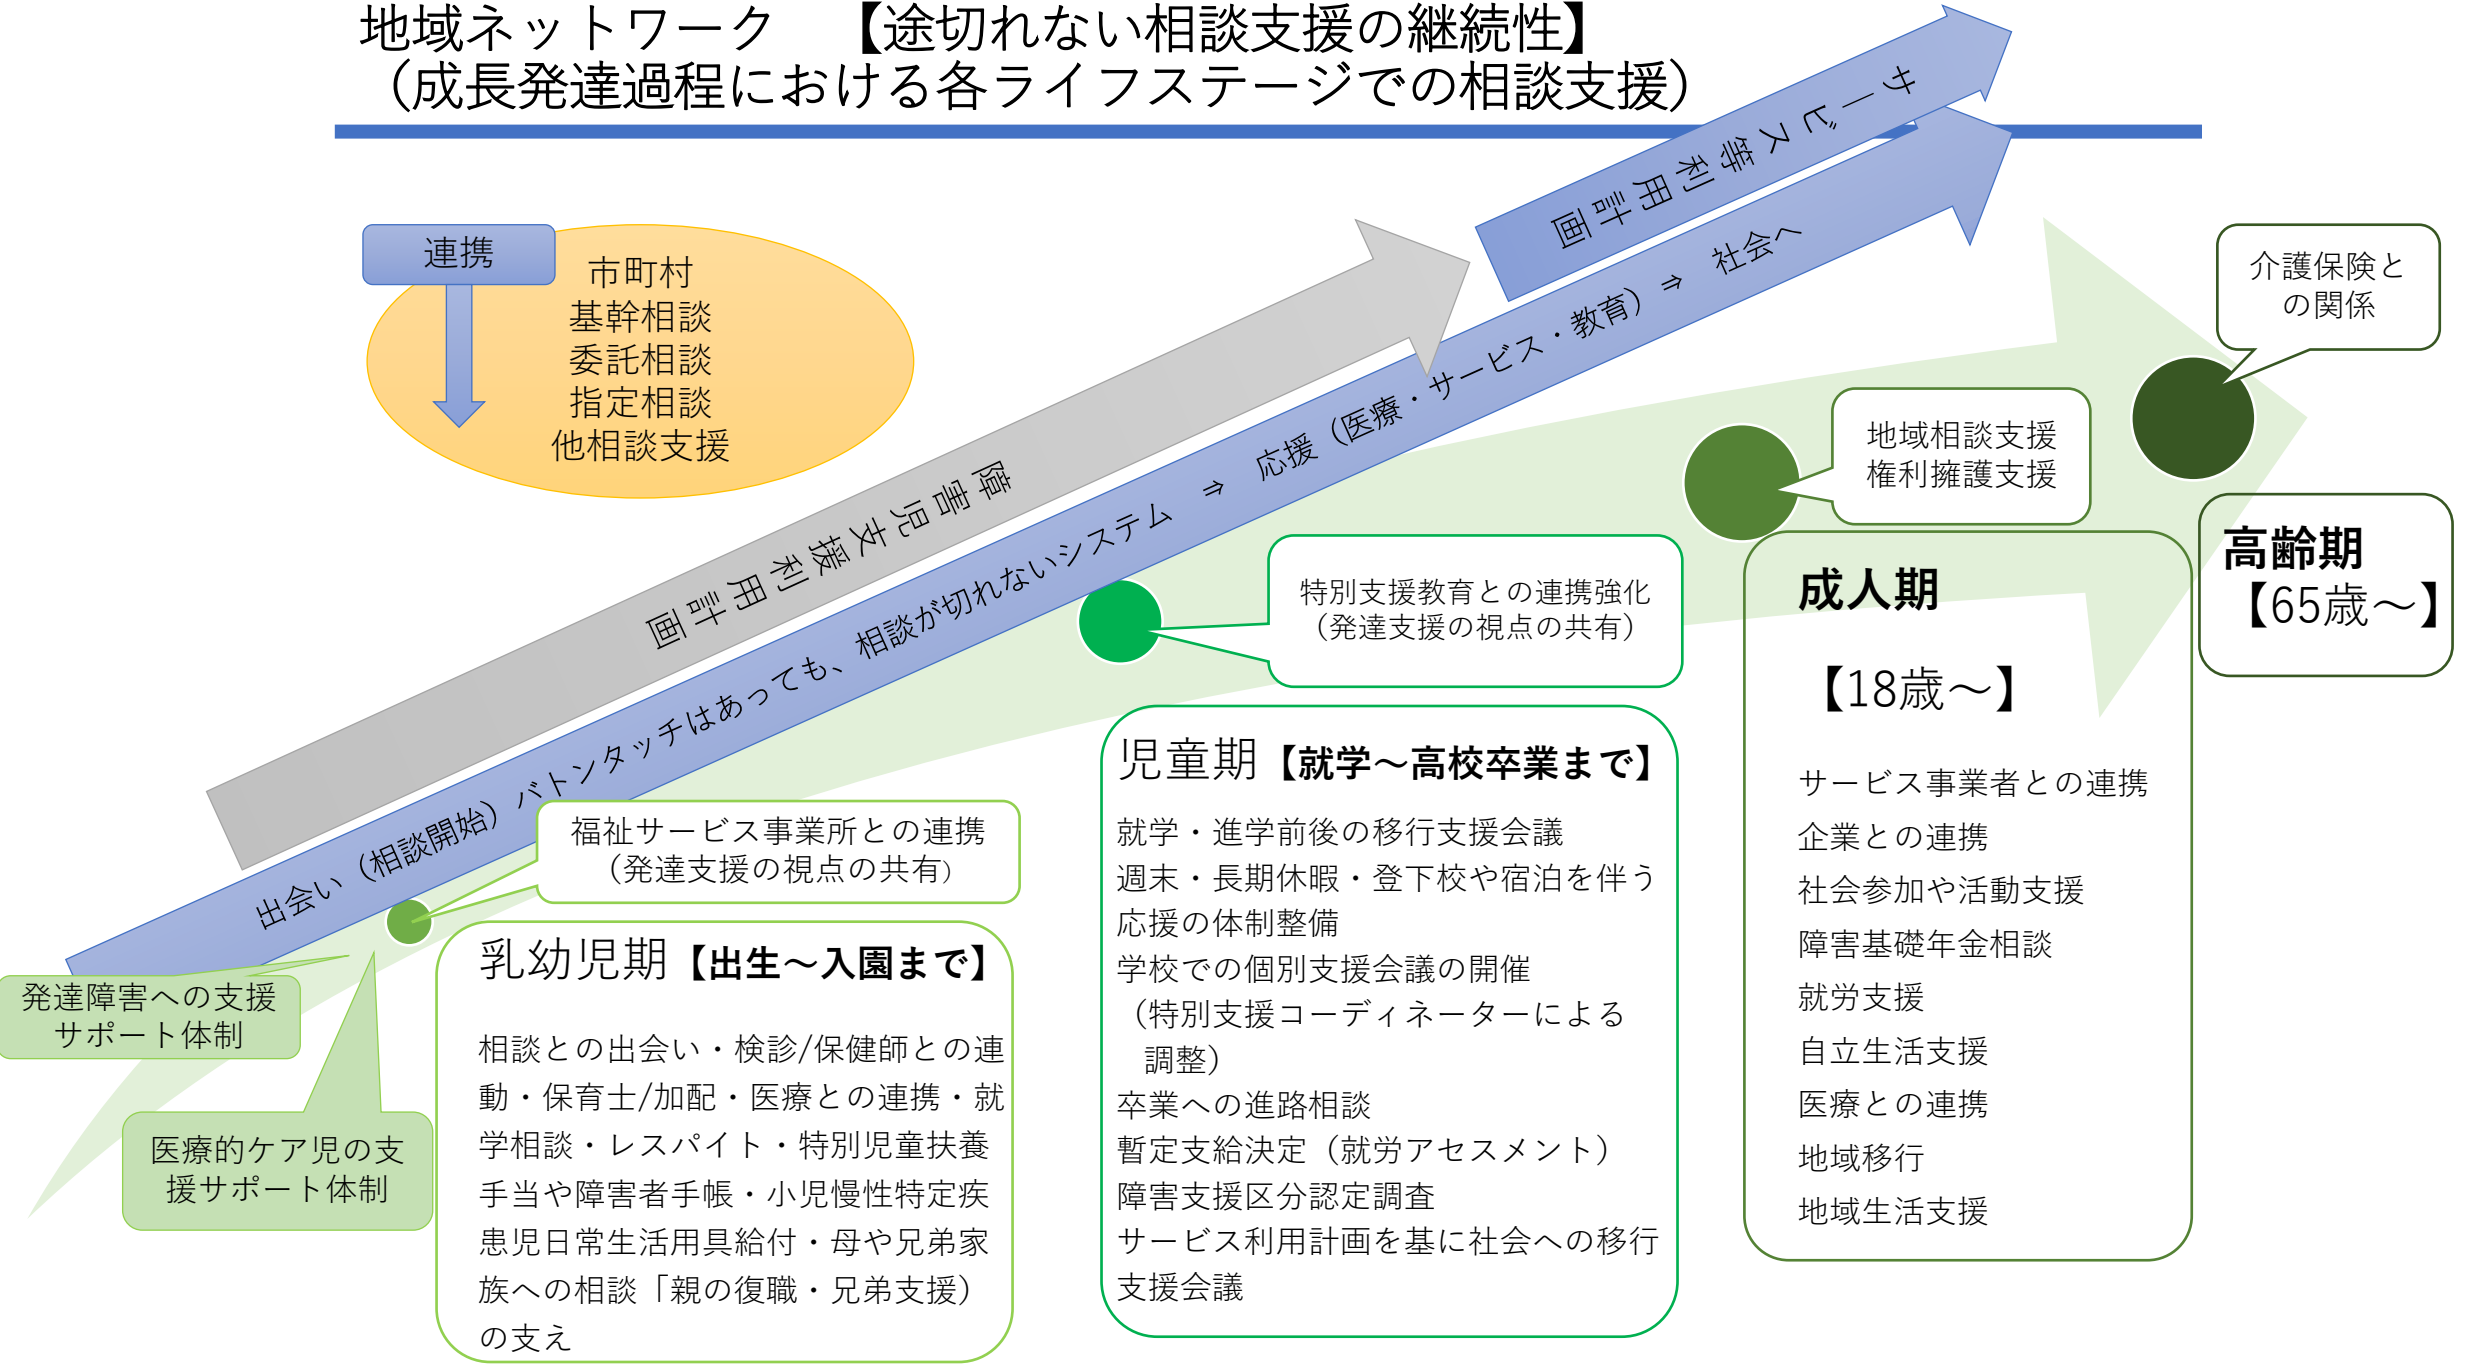 地域ネットワーク　【途切れない相談支援の継続性】
（成長発達過程における各ライフステージでの相談支援）
サービス等利用計画
連携
市町村
基幹相談
委託相談
指定相談
他相談支援
障害児支援利用計画
出会い（相談開始）バトンタッチはあっても、相談が切れないシステム　⇒　応援（医療・サービス・教育）⇒　社会へ
介護保険と
の関係
地域相談支援
権利擁護支援
特別支援教育との連携強化
（発達支援の視点の共有）
福祉サービス事業所との連携
（発達支援の視点の共有）
発達障害への支援
サポート体制
医療的ケア児の支
援サポート体制
乳幼児期【出生～入園まで】
相談との出会い・検診/保健師との連
動・保育士/加配・医療との連携・就
学相談・レスパイト・特別児童扶養
手当や障害者手帳・小児慢性特定疾
患児日常生活用具給付・母や兄弟家
族への相談「親の復職・兄弟支援）
の支え
児童期【就学～高校卒業まで】
就学・進学前後の移行支援会議
週末・長期休暇・登下校や宿泊を伴う
応援の体制整備
学校での個別支援会議の開催
（特別支援コーディネーターによる
調整）
卒業への進路相談
暫定支給決定（就労アセスメント）
障害支援区分認定調査
サービス利用計画を基に社会への移行
支援会議
成人期
【18歳～】
サービス事業者との連携
企業との連携
社会参加や活動支援
障害基礎年金相談
就労支援
自立生活支援
医療との連携
地域移行
地域生活支援
高齢期
【65歳～】